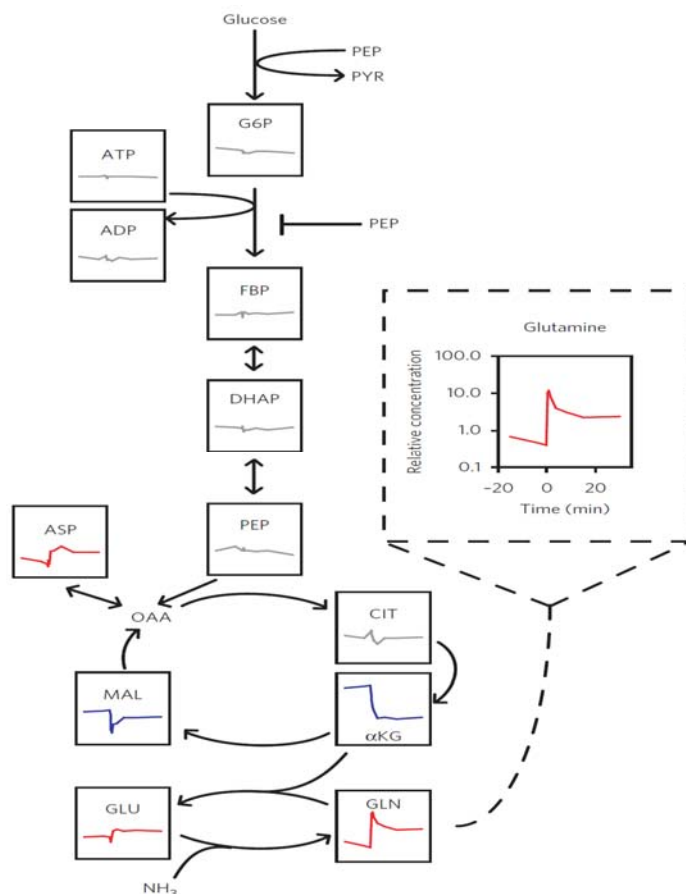 Glucose
PEP
PYR
G6P
ATP
ADP
PEP
FBP
DHAP
PEP
ASP
OAA
CIT
MAL
αKG
GLU
GLN
NH₃
Glutamine
Relative concentration
100.0
10.0
1.0
0.1
−20 0 20
Time (min)